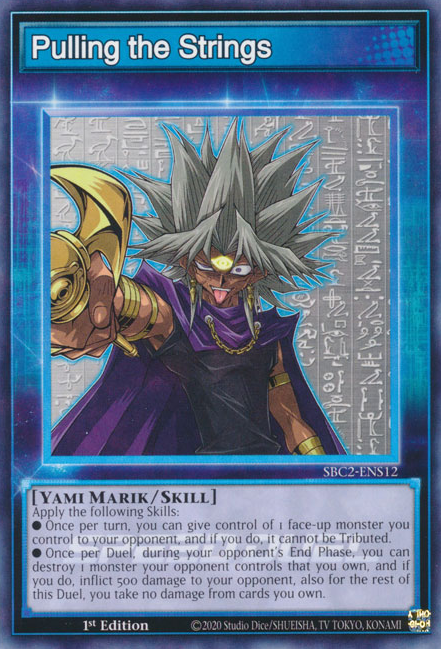 Pulling the Strings
SBC2-ENS12
[Yami Marik/Skill]
Apply the following Skills:
● Once per turn, you can give control of 1 face-up monster you
control to your opponent, and if you do, it cannot be Tributed.
● Once per Duel, during your opponent's End Phase, you can
destroy 1 monster your opponent controls that you own, and if
you do, inflict 500 damage to your opponent, also for the rest of
this Duel, you take no damage from cards you own.
1st Edition
©2020 Studio Dice/SHUEISHA, TV TOKYO, KONAMI